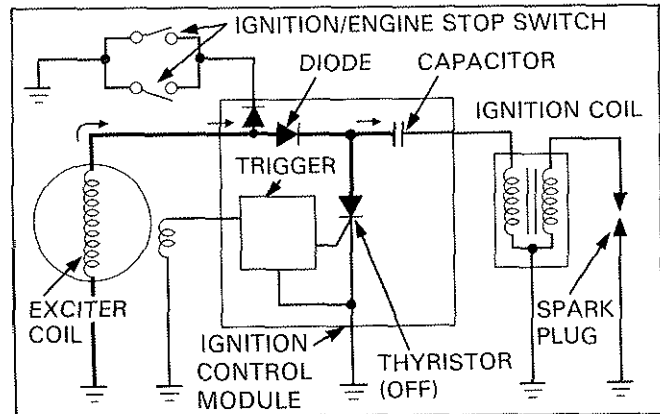 IGNITION/ENGINE STOP SWITCH
DIODE
CAPACITOR
IGNITION COIL
TRIGGER
EXCITER
COIL
IGNITION
CONTROL
MODULE
THYRISTOR
(OFF)
SPARK
PLUG